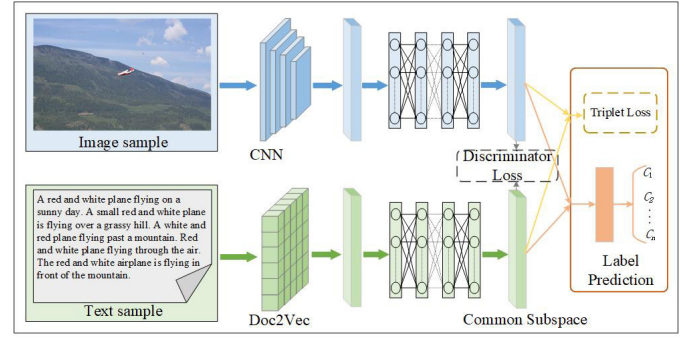 Image sample
CNN
Discriminator
Loss
Triplet Loss
C1
C2
⋮
Cn
Label
Prediction
A red and white plane flying on a
sunny day. A small red and white plane
is flying over a grassy hill. A white and
red plane flying past a mountain. Red
and white plane flying through the air.
The red and white airplane is flying in
front of the mountain.
Text sample
Doc2Vec
Common Subspace